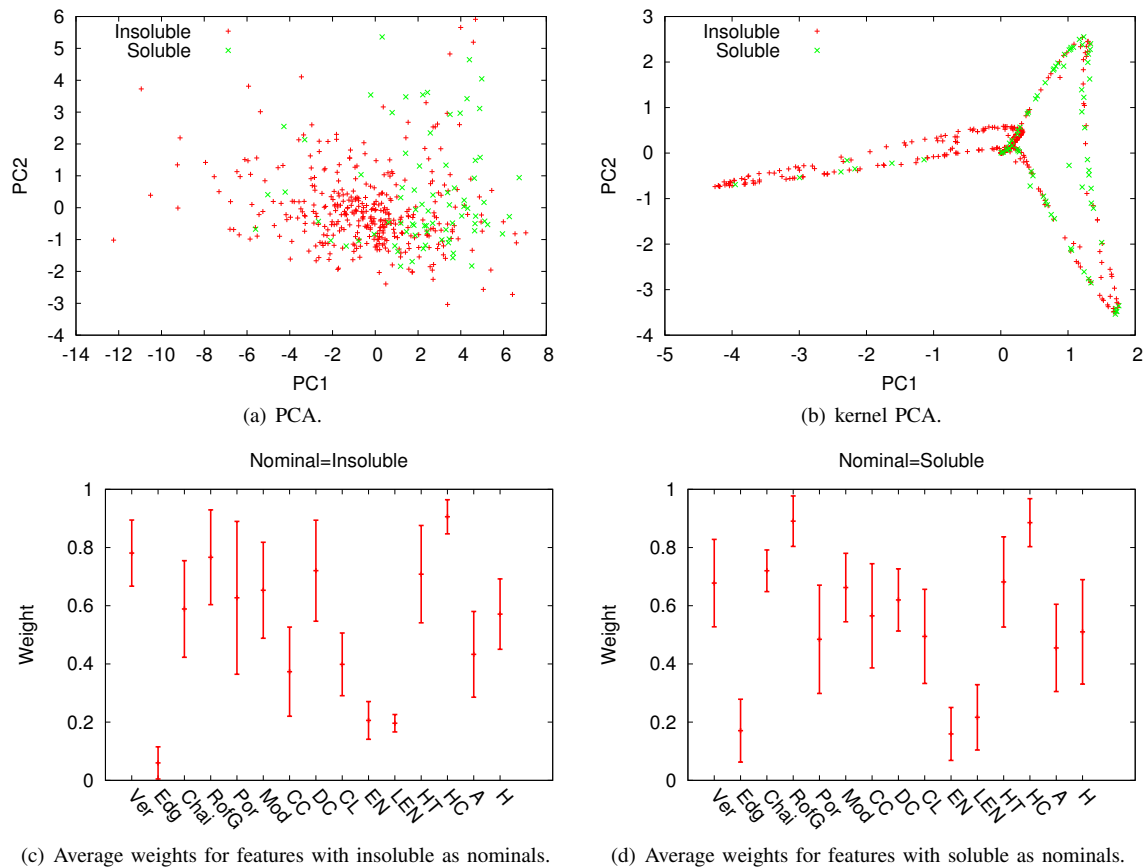 Insoluble
Soluble
6
5
4
3
2
1
0
-1
-2
-3
-4
PC2
-14 -12 -10 -8 -6 -4 -2 0 2 4 6 8
PC1
(a) PCA.
Insoluble
Soluble
3
2
1
0
-1
-2
-3
-4
PC2
-5 -4 -3 -2 -1 0 1 2
PC1
(b) kernel PCA.
Nominal=Insoluble
1
0.8
0.6
0.4
0.2
0
Weight
Ver Edg Chai RofG Por Mod CC DC CL EN LEN HT HC A H
(c) Average weights for features with insoluble as nominals.
Nominal=Soluble
1
0.8
0.6
0.4
0.2
0
Weight
Ver Edg Chai RofG Por Mod CC DC CL EN LEN HT HC A H
(d) Average weights for features with soluble as nominals.